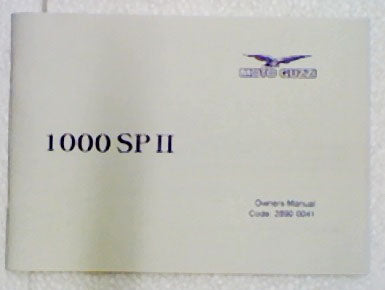 MOTO GUZZI
1000 SP II
Owners Manual
Code 2890 0041